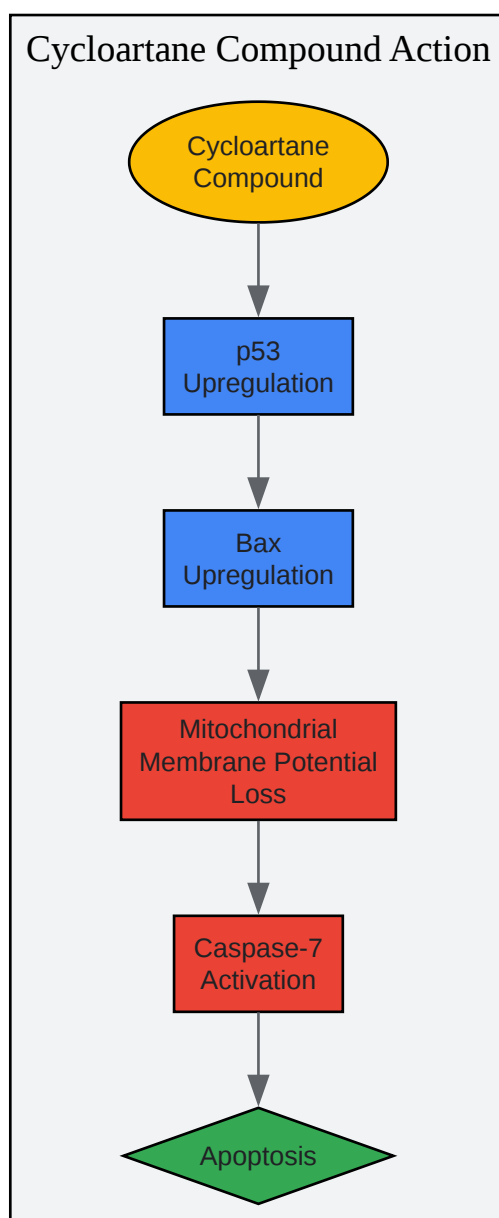 Cycloartane Compound Action
Cycloartane
Compound
p53
Upregulation
Bax
Upregulation
Mitochondrial
Membrane Potential
Loss
Caspase-7
Activation
Apoptosis